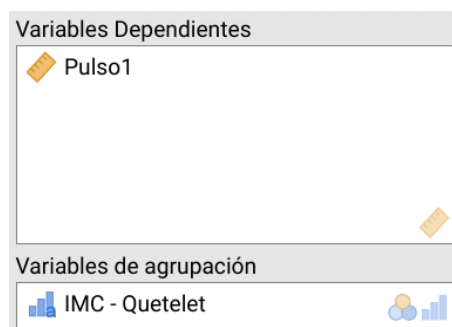 Variables Dependientes
Pulso1
Variables de agrupación
a IMC - Quetelet